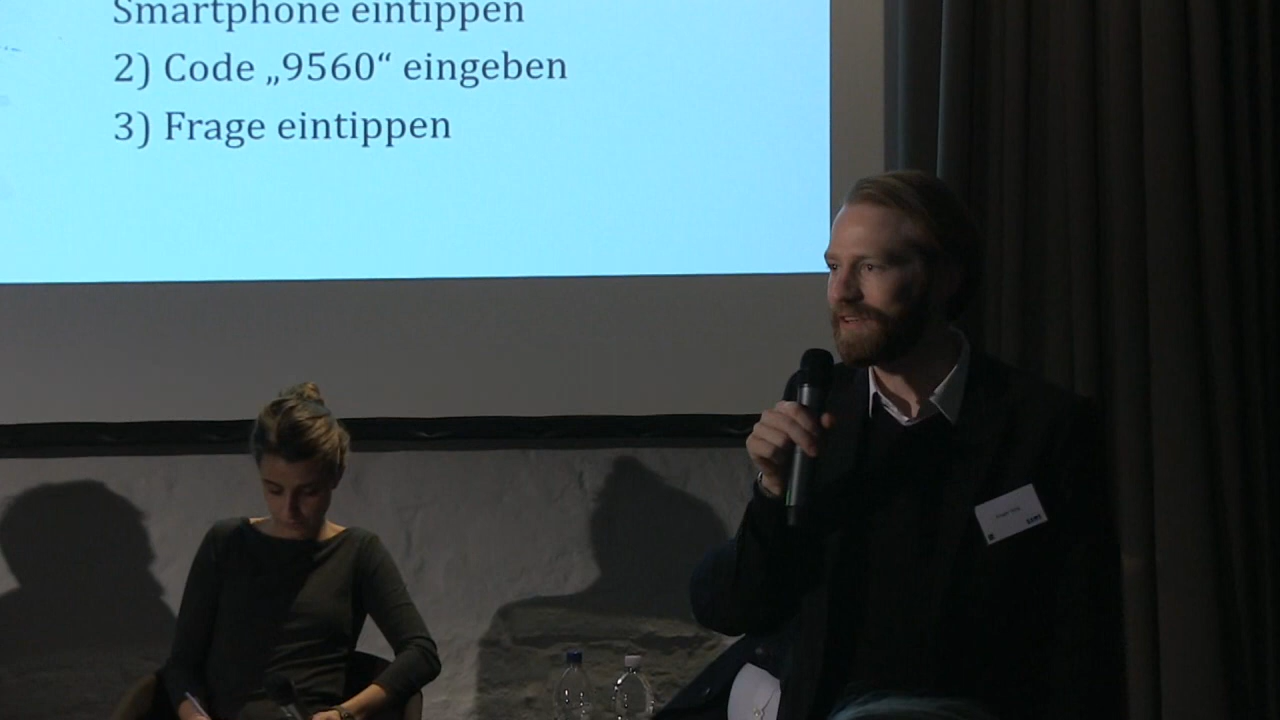 Smartphone eintippen
2) Code „9560“ eingeben
3) Frage eintippen